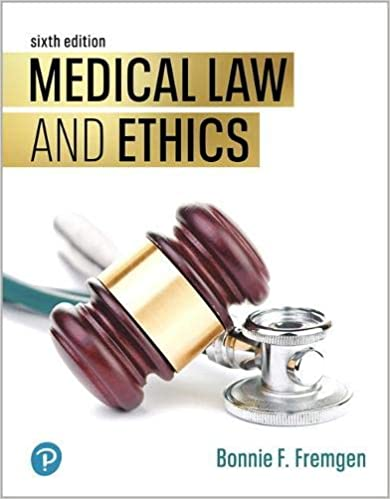 sixth edition
MEDICAL LAW
AND ETHICS
P
Bonnie F. Fremgen